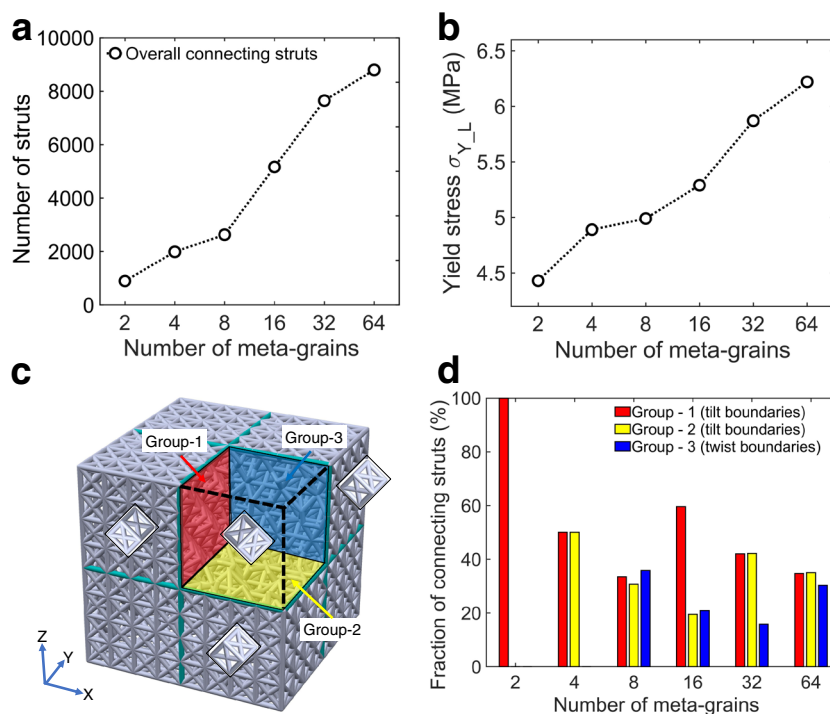 a
10000
8000
6000
4000
2000
0
Number of struts
Overall connecting struts
2 4 8 16 32 64
Number of meta-grains
b
6.5
6
5.5
5
4.5
Yield stress σY_L (MPa)
2 4 8 16 32 64
Number of meta-grains
c
Group-1
Group-3
Group-2
Z
Y
X
d
100
80
60
40
20
0
Fraction of connecting struts (%)
Group - 1 (tilt boundaries)
Group - 2 (tilt boundaries)
Group - 3 (twist boundaries)
2 4 8 16 32 64
Number of meta-grains